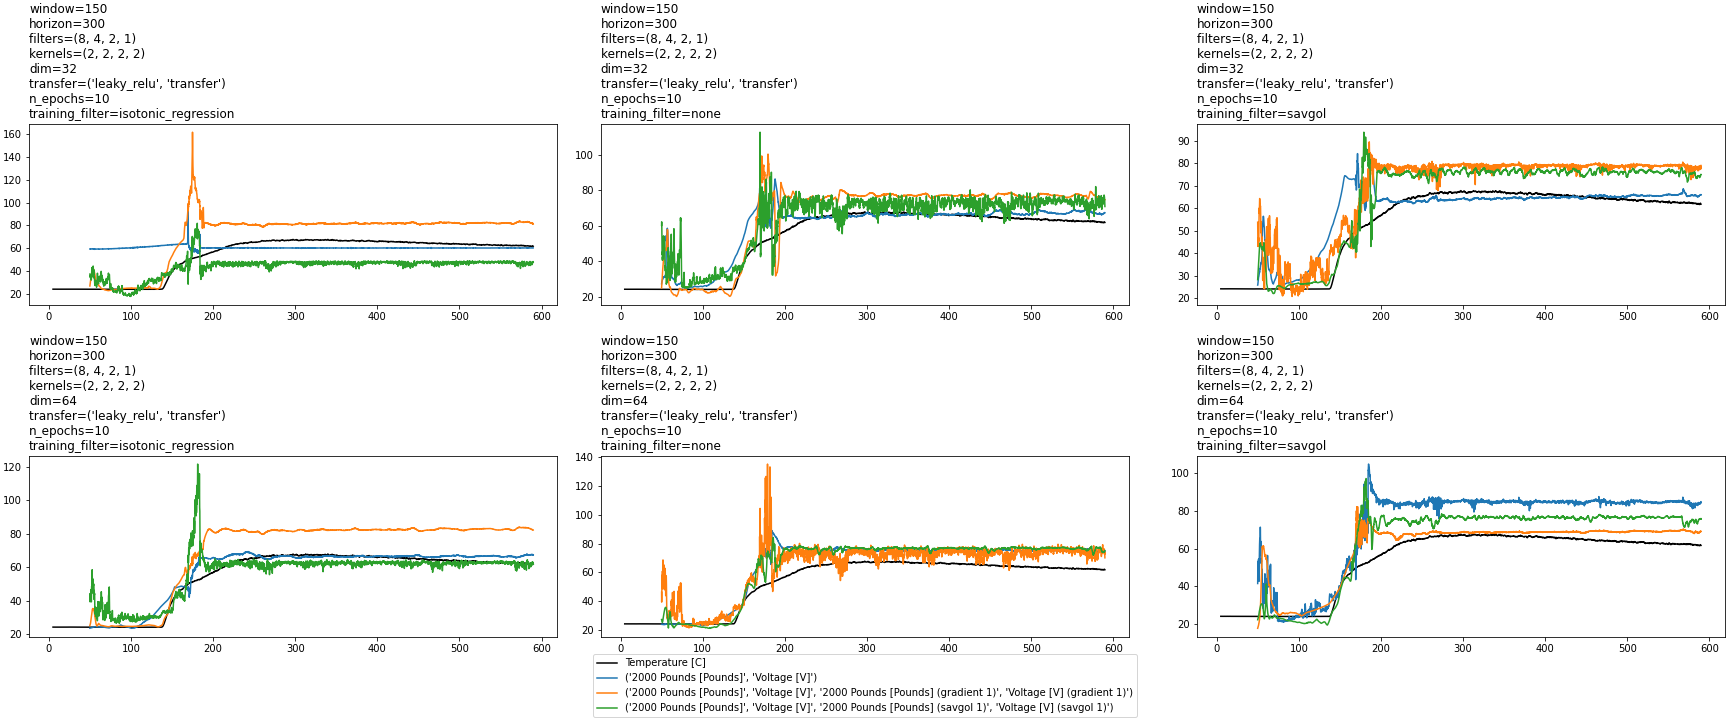 window=150
horizon=300
filters=(8, 4, 2, 1)
kernels=(2, 2, 2, 2)
dim=32
transfer=('leaky_relu', 'transfer')
n_epochs=10
training_filter=isotonic_regression
160
140
120
100
80
60
40
20
0 100 200 300 400 500 600
window=150
horizon=300
filters=(8, 4, 2, 1)
kernels=(2, 2, 2, 2)
dim=32
transfer=('leaky_relu', 'transfer')
n_epochs=10
training_filter=none
100
80
60
40
20
0 100 200 300 400 500 600
window=150
horizon=300
filters=(8, 4, 2, 1)
kernels=(2, 2, 2, 2)
dim=32
transfer=('leaky_relu', 'transfer')
n_epochs=10
training_filter=savgol
90
80
70
60
50
40
30
20
0 100 200 300 400 500 600
window=150
horizon=300
filters=(8, 4, 2, 1)
kernels=(2, 2, 2, 2)
dim=64
transfer=('leaky_relu', 'transfer')
n_epochs=10
training_filter=isotonic_regression
120
100
80
60
40
20
0 100 200 300 400 500 600
window=150
horizon=300
filters=(8, 4, 2, 1)
kernels=(2, 2, 2, 2)
dim=64
transfer=('leaky_relu', 'transfer')
n_epochs=10
training_filter=none
140
120
100
80
60
40
20
0 100 200 300 400 500 600
window=150
horizon=300
filters=(8, 4, 2, 1)
kernels=(2, 2, 2, 2)
dim=64
transfer=('leaky_relu', 'transfer')
n_epochs=10
training_filter=savgol
100
80
60
40
20
0 100 200 300 400 500 600
Temperature [C]
('2000 Pounds [Pounds]', 'Voltage [V]')
('2000 Pounds [Pounds]', 'Voltage [V]', '2000 Pounds [Pounds] (gradient 1)', 'Voltage [V] (gradient 1)')
('2000 Pounds [Pounds]', 'Voltage [V]', '2000 Pounds [Pounds] (savgol 1)', 'Voltage [V] (savgol 1)')